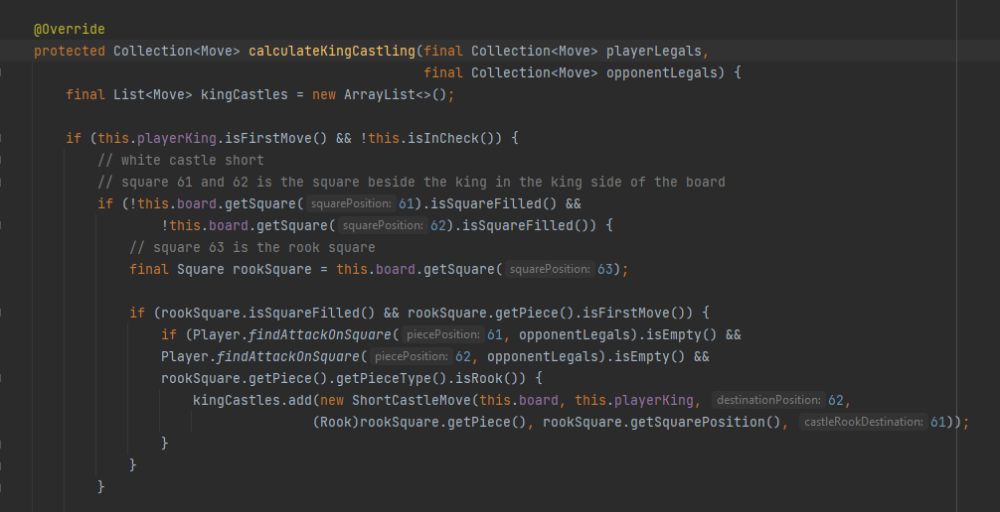 @Override
protected Collection<Move> calculateKingCastling(final Collection<Move> playerLegals,
final Collection<Move> opponentLegals) {
final List<Move> kingCastles = new ArrayList<>();
if (this.playerKing.isFirstMove() && !this.isInCheck()) {
// white castle short
// square 61 and 62 is the square beside the king in the king side of the board
if (!this.board.getSquare( squarePosition: 61).isSquareFilled() &&
!this.board.getSquare( squarePosition: 62).isSquareFilled()) {
// square 63 is the rook square
final Square rookSquare = this.board.getSquare( squarePosition: 63);
if (rookSquare.isSquareFilled() && rookSquare.getPiece().isFirstMove()) {
if (Player.findAttackOnSquare( piecePosition: 61, opponentLegals).isEmpty() &&
Player.findAttackOnSquare( piecePosition: 62, opponentLegals).isEmpty() &&
rookSquare.getPiece().getPieceType().isRook()) {
kingCastles.add(new ShortCastleMove(this.board, this.playerKing, destinationPosition: 62,
(Rook)rookSquare.getPiece(), rookSquare.getSquarePosition(), castleRookDestination: 61));
}
}
}